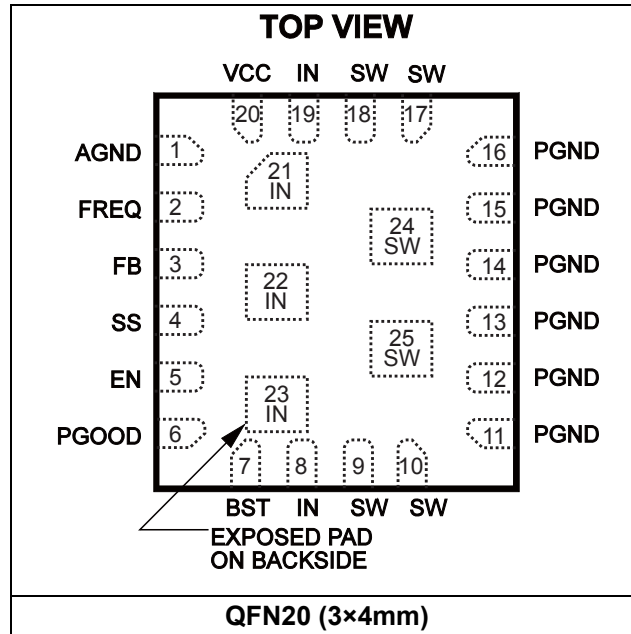 TOP VIEW
VCC IN SW SW
20 19 18 17
AGND 1 16 PGND
21
IN
FREQ 2 15 PGND
24
SW
FB 3 14 PGND
22
IN
SS 4 13 PGND
25
SW
EN 5 12 PGND
23
IN
PGOOD 6 11 PGND
7 8 9 10
BST IN SW SW
EXPOSED PAD
ON BACKSIDE
QFN20 (3×4mm)